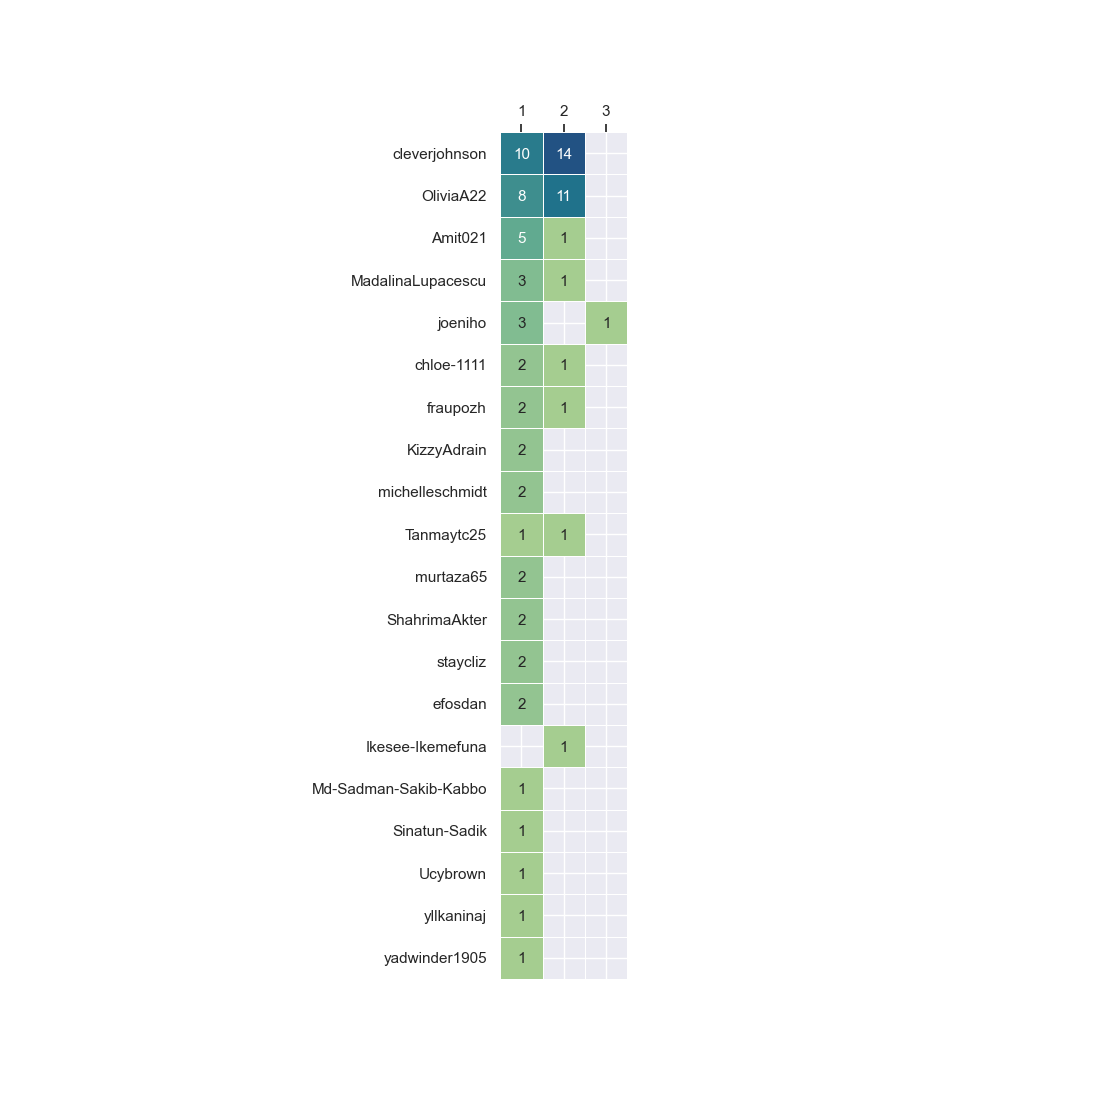 1 2 3
cleverjohnson 10 14
OliviaA22 8 11
Amit021 5 1
MadalinaLupacescu 3 1
joeniho 3 1
chloe-1111 2 1
fraupozh 2 1
KizzyAdrain 2
michelleschmidt 2
Tanmaytc25 1 1
murtaza65 2
ShahrimaAkter 2
staycliz 2
efosdan 2
Ikesee-Ikemefuna 1
Md-Sadman-Sakib-Kabbo 1
Sinatun-Sadik 1
Ucybrown 1
yllkaninaj 1
yadwinder1905 1